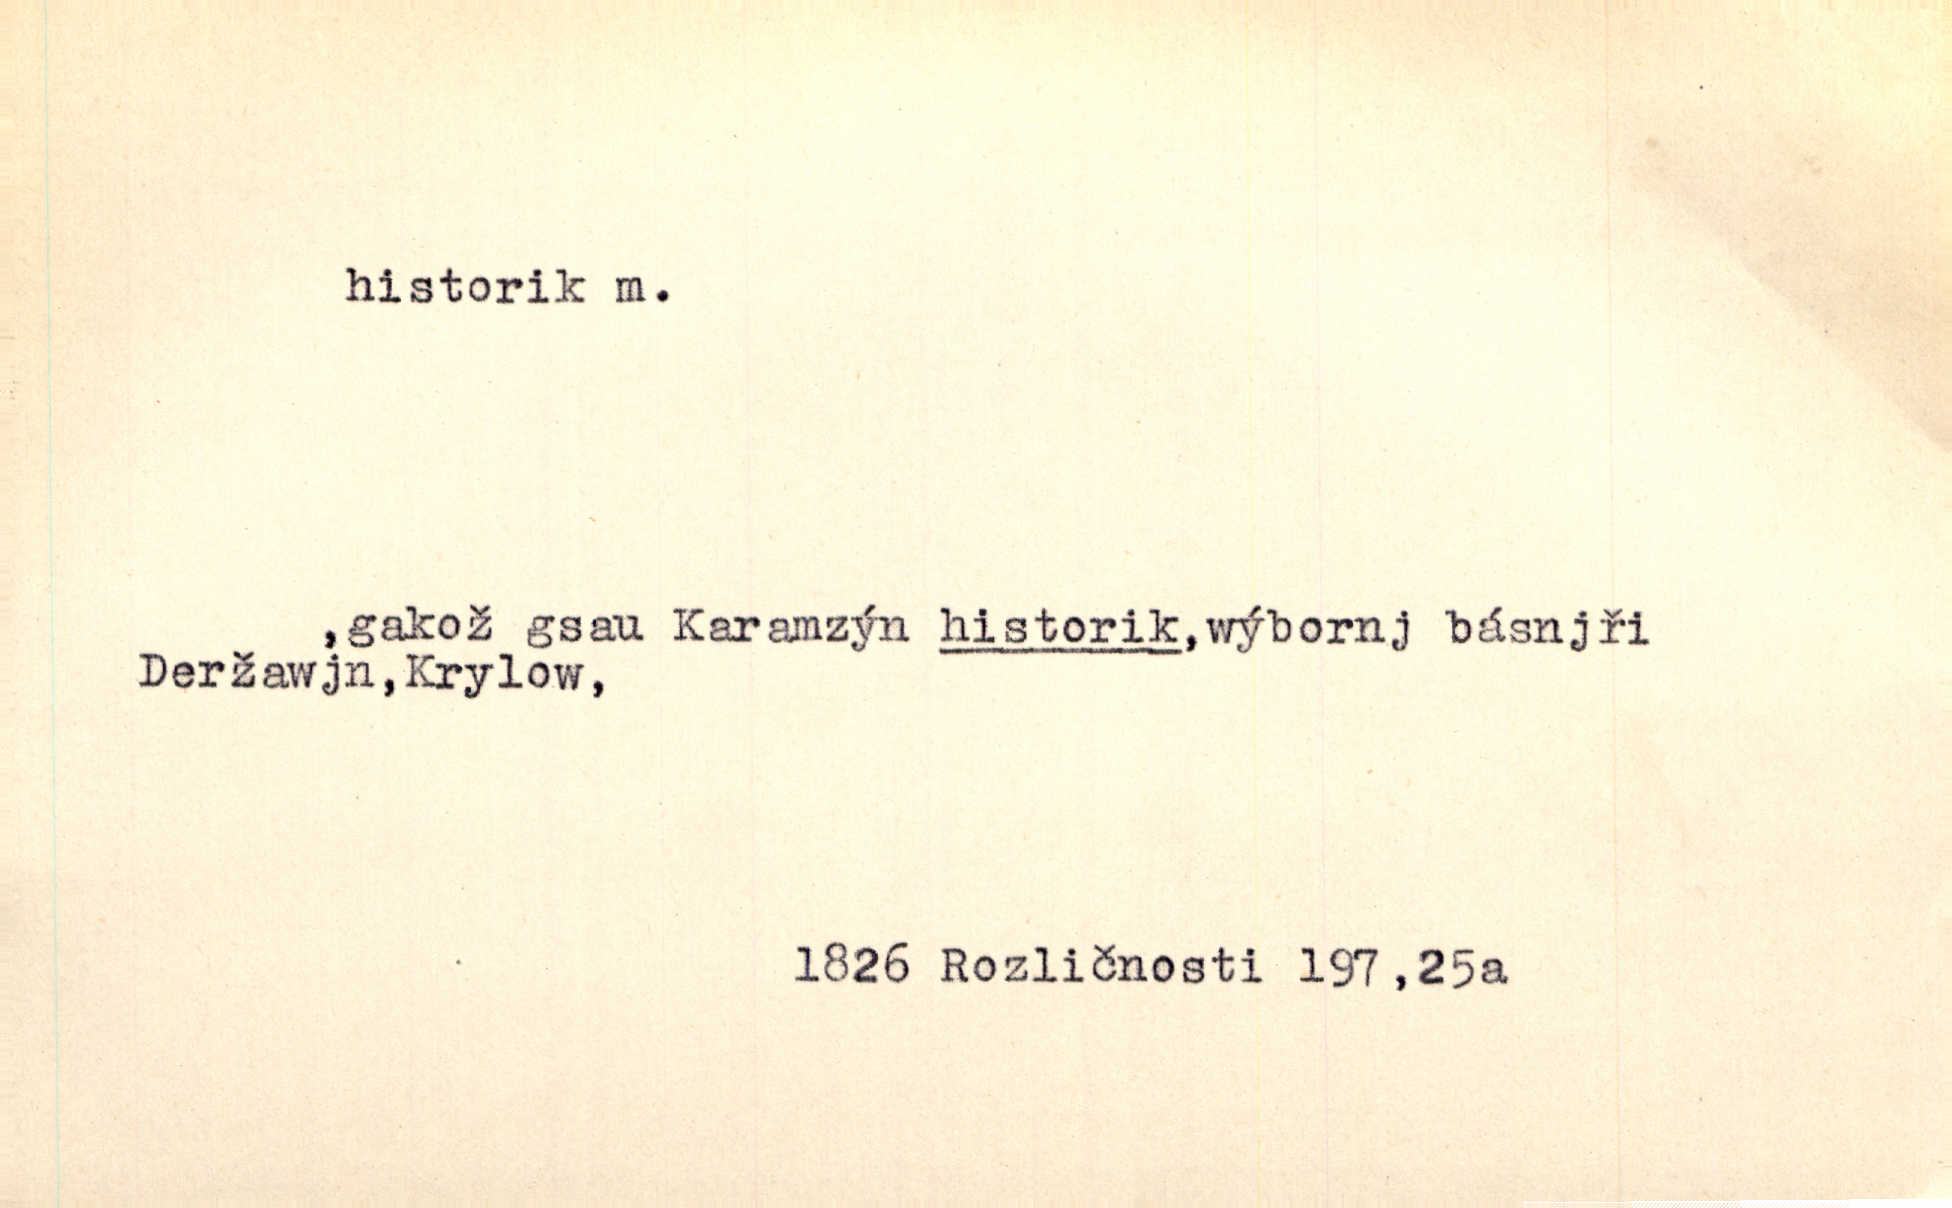 historik m.
,gakož gsau Karamzýn historik,wýbornj básnjři
Deržawjn,Krylow,
1826 Rozličnosti 197,25a